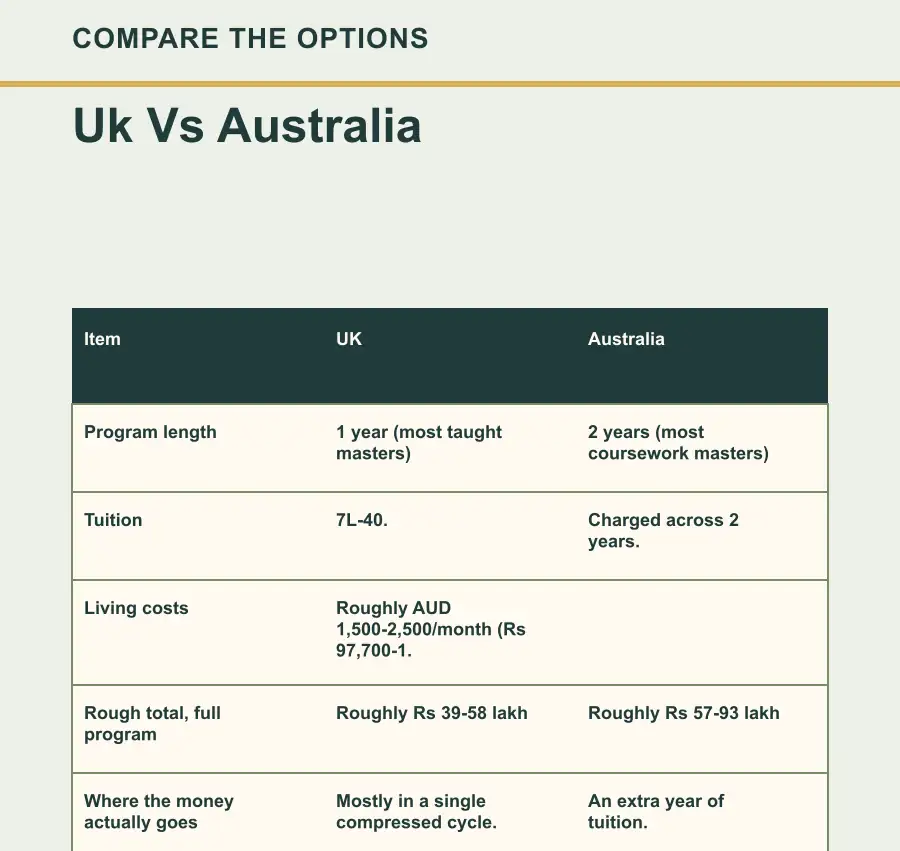 COMPARE THE OPTIONS
Uk Vs Australia
Item UK Australia
Program length 1 year (most taught 2 years (most
masters) coursework masters)
Tuition 7L-40. Charged across 2
years.
Living costs Roughly AUD
1,500-2,500/month (Rs
97,700-1.
Rough total, full Roughly Rs 39-58 lakh Roughly Rs 57-93 lakh
program
Where the money Mostly in a single An extra year of
actually goes compressed cycle. tuition.